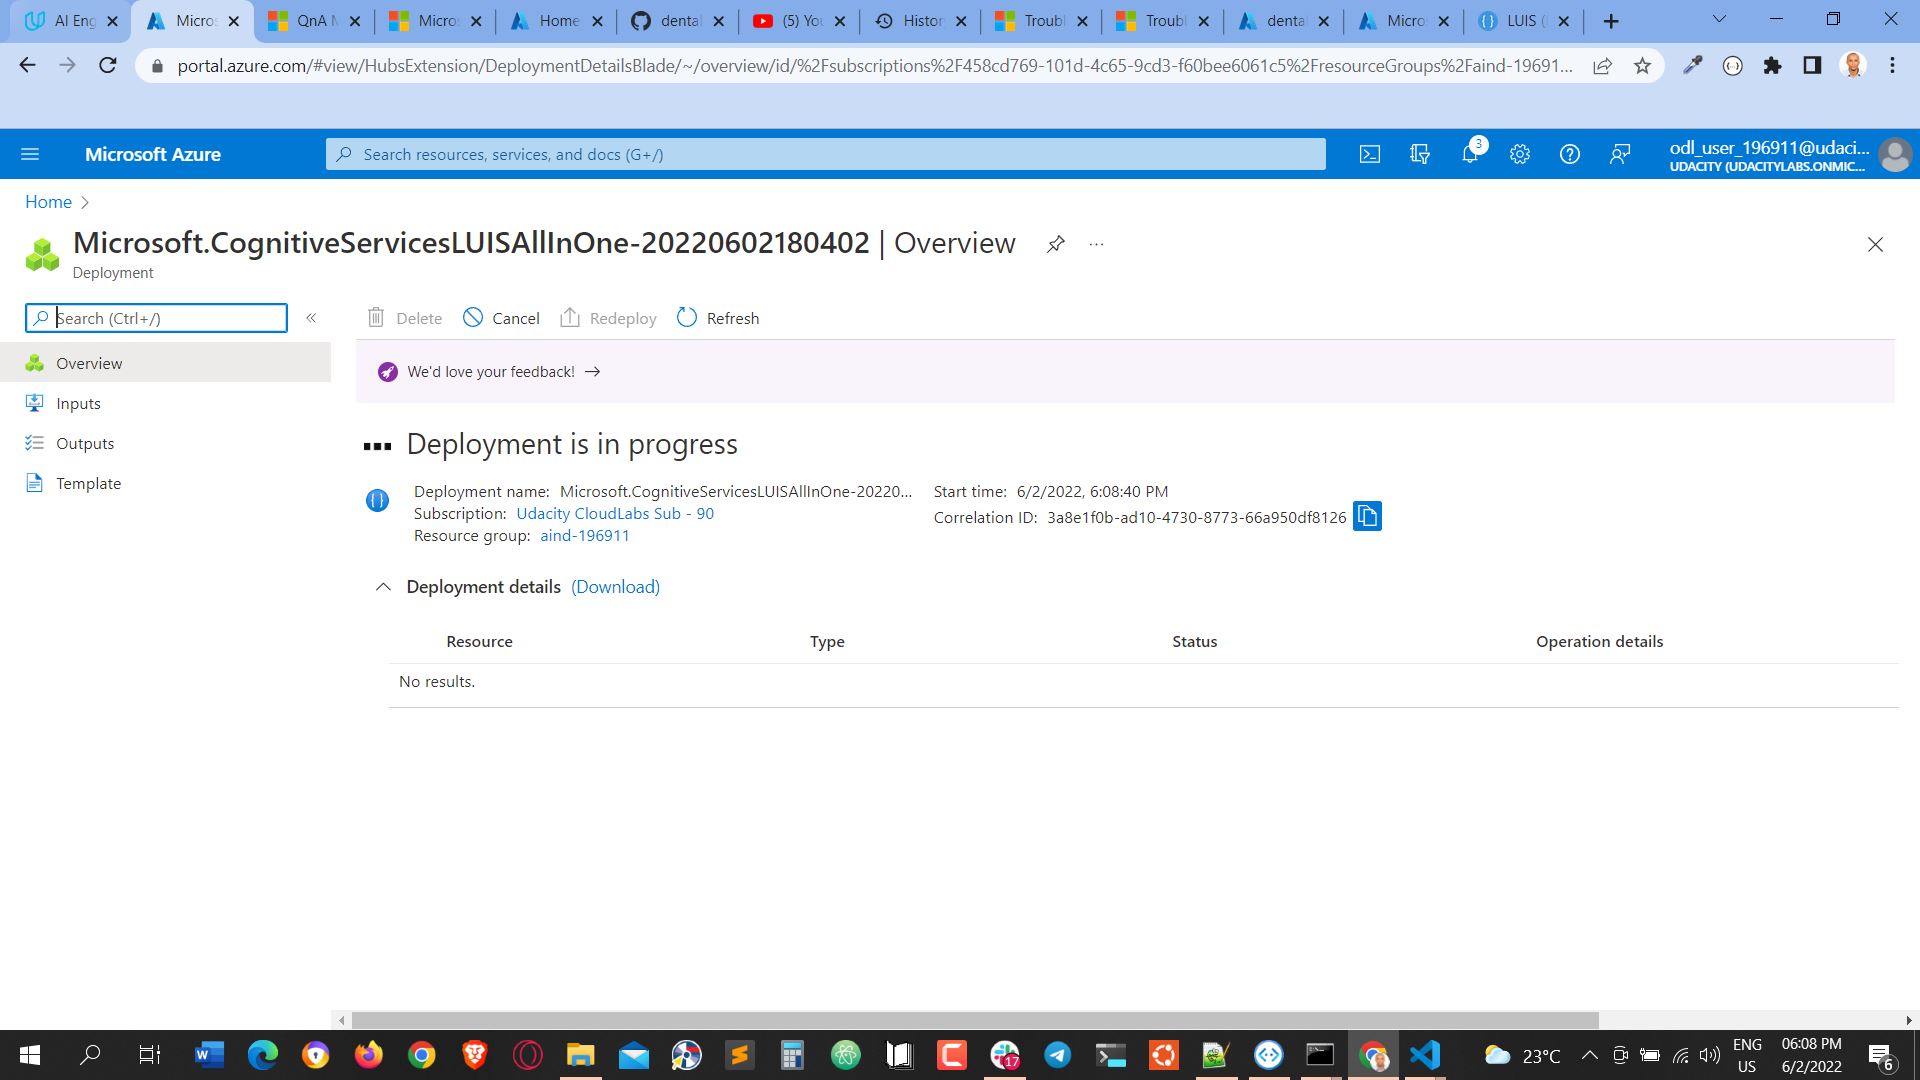 AI Eng
Micros
QnA M
Micros
Home
dental
(5) You
Histor
Troubl
Troubl
dental
Micros
LUIS (
portal.azure.com/#view/HubsExtension/DeploymentDetailsBlade/~/overview/id/%2Fsubscriptions%2F458cd769-101d-4c65-9cd3-f60bee6061c5%2FresourceGroups%2Faind-19691...
Microsoft Azure
Search resources, services, and docs (G+/)
3
odl_user_196911@udaci...
UDACITY (UDACITYLABS.ONMIC...
Home
Microsoft.CognitiveServicesLUISAllInOne-20220602180402 | Overview
Deployment
Search (Ctrl+/)
Delete
Cancel
Redeploy
Refresh
We'd love your feedback!
Overview
Inputs
Outputs
Template
Deployment is in progress
Deployment name: Microsoft.CognitiveServicesLUISAllInOne-20220...
Subscription: Udacity CloudLabs Sub - 90
Resource group: aind-196911
Start time: 6/2/2022, 6:08:40 PM
Correlation ID: 3a8e1f0b-ad10-4730-8773-66a950df8126
Deployment details (Download)
Resource Type Status Operation details
No results.
17
23°C
ENG
US
06:08 PM
6/2/2022
6